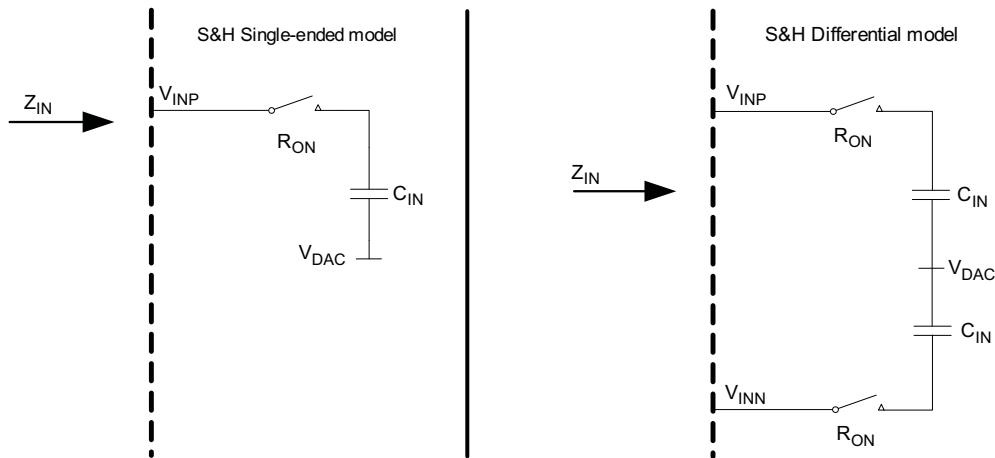 S&H Single-ended model
V_INP
Z_IN
R_ON
C_IN
V_DAC
S&H Differential model
V_INP
R_ON
Z_IN
C_IN
V_DAC
C_IN
V_INN
R_ON